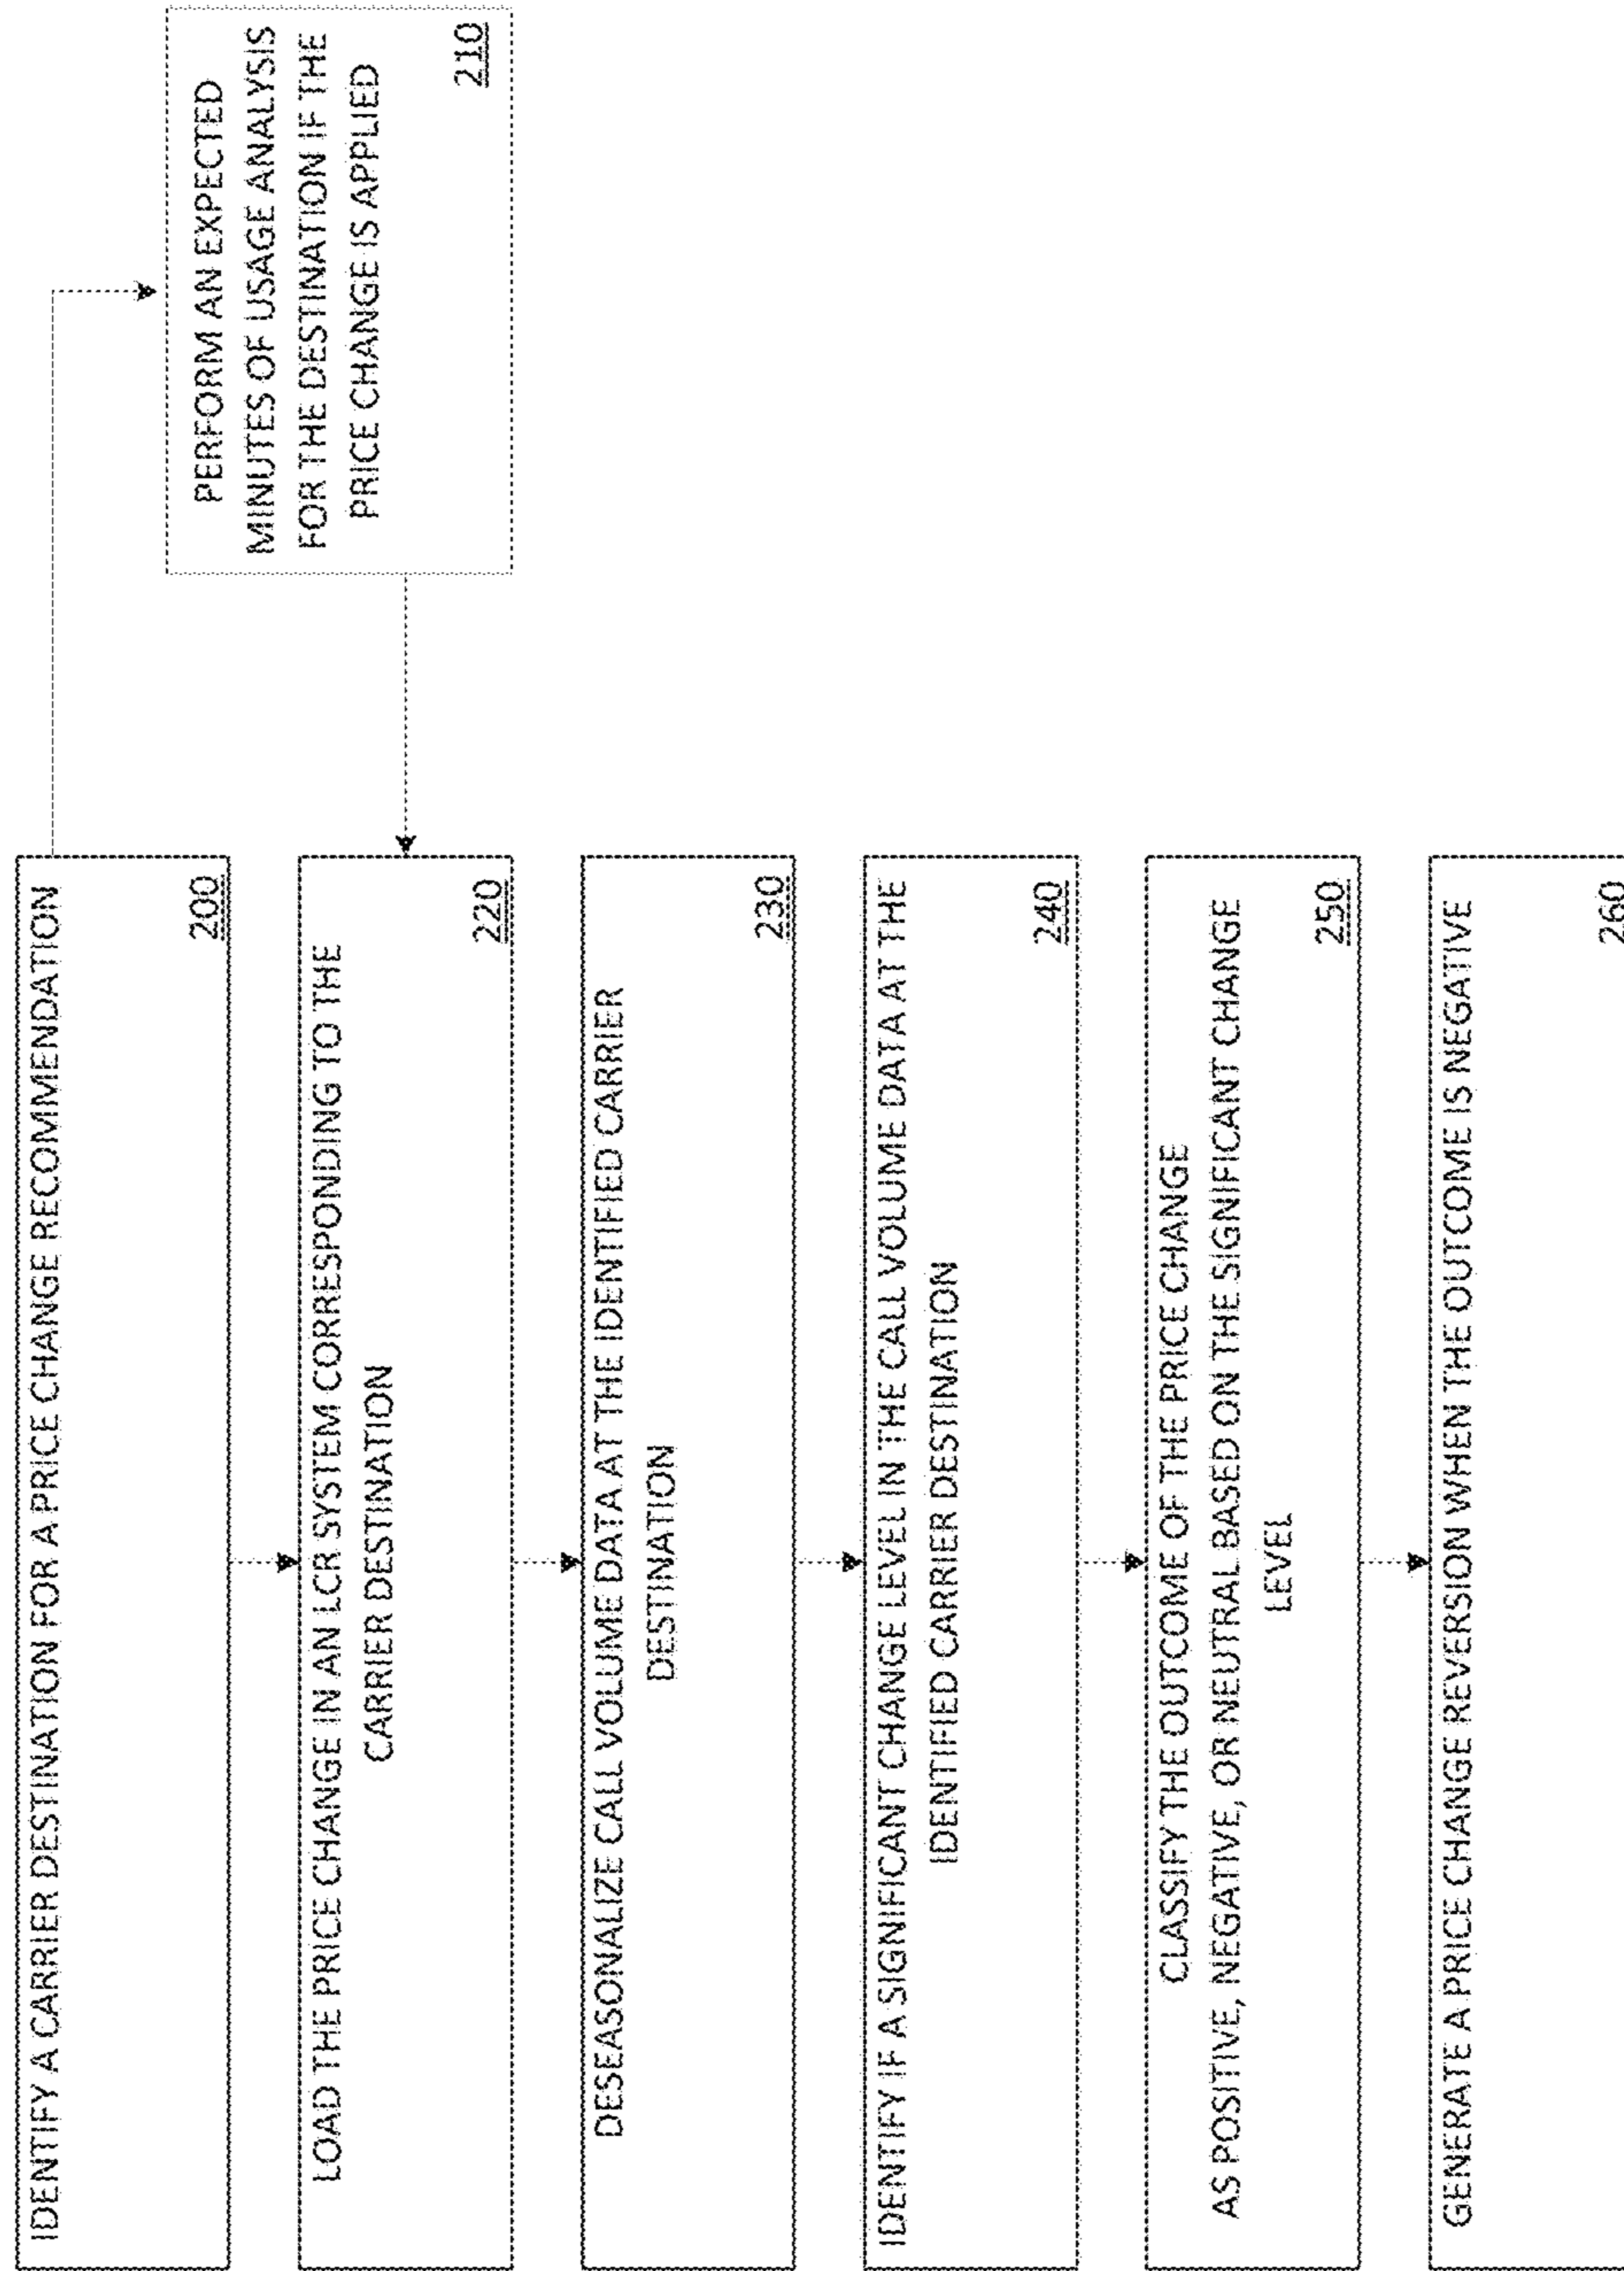 IDENTIFY A CARRIER DESTINATION FOR A PRICE CHANGE RECOMMENDATION
200
PERFORM AN EXPECTED
MINUTES OF USAGE ANALYSIS
FOR THE DESTINATION IF THE
PRICE CHANGE IS APPLIED
210
LOAD THE PRICE CHANGE IN AN LCR SYSTEM CORRESPONDING TO THE
CARRIER DESTINATION
220
DESEASONALIZE CALL VOLUME DATA AT THE IDENTIFIED CARRIER
DESTINATION
230
IDENTIFY IF A SIGNIFICANT CHANGE LEVEL IN THE CALL VOLUME DATA AT THE
IDENTIFIED CARRIER DESTINATION
240
CLASSIFY THE OUTCOME OF THE PRICE CHANGE
AS POSITIVE, NEGATIVE, OR NEUTRAL BASED ON THE SIGNIFICANT CHANGE
LEVEL
250
GENERATE A PRICE CHANGE REVERSION WHEN THE OUTCOME IS NEGATIVE
260